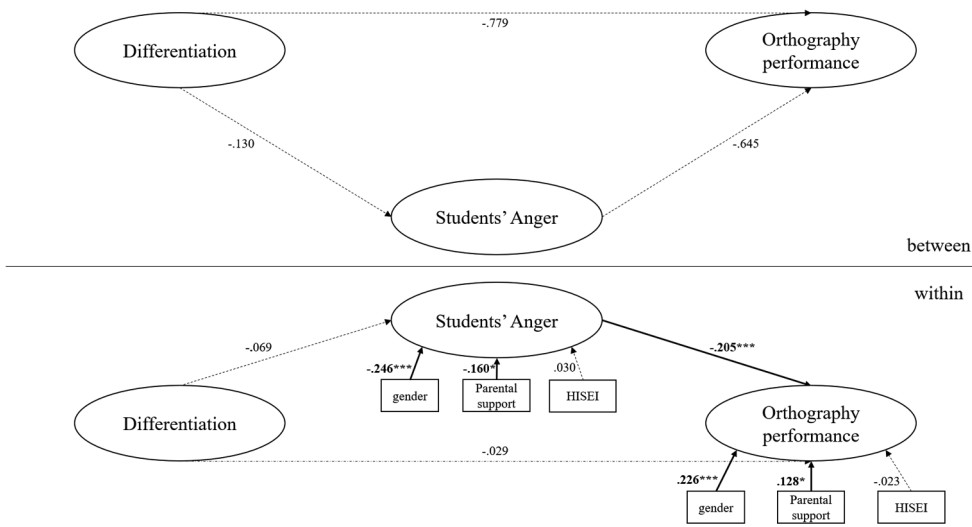 Differentiation
-.779
Orthography
performance
-.130
-.645
Students' Anger
between
within
Students' Anger
-.069
-.205***
-.246***
-.160*
.030
gender
Parental
support
HISEI
Differentiation
Orthography
performance
-.029
.226***
.128*
-.023
gender
Parental
support
HISEI